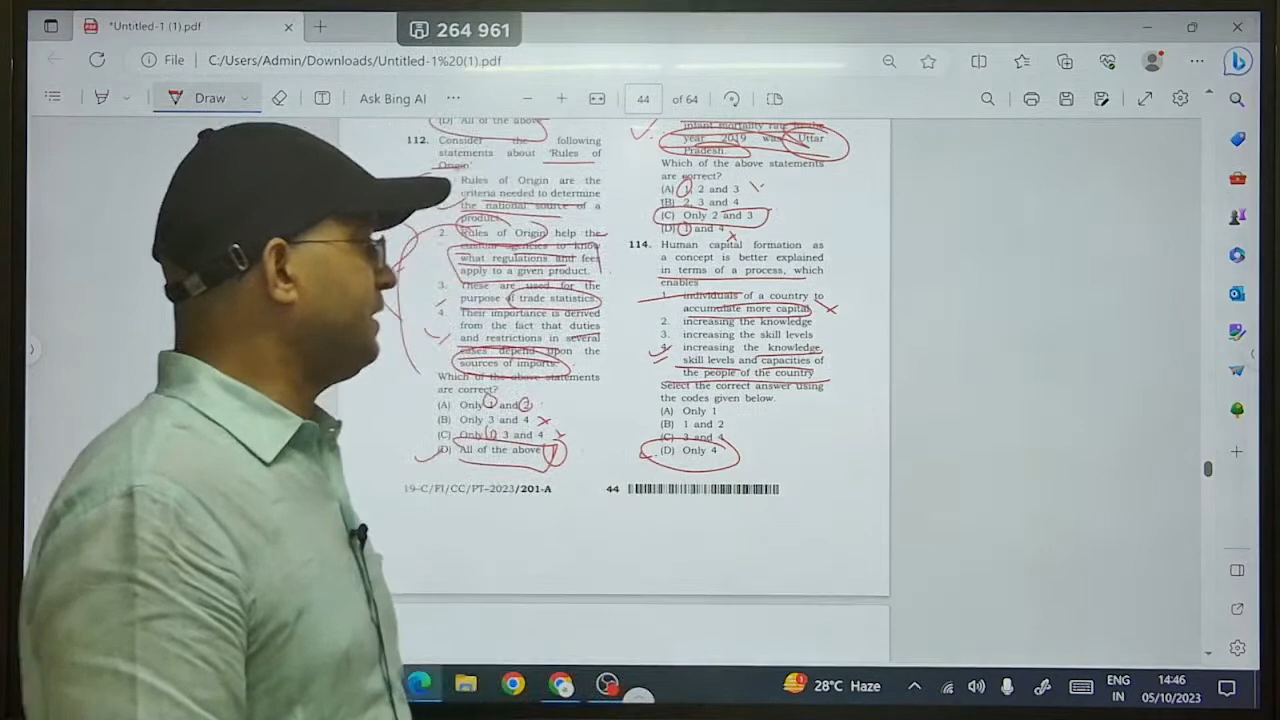 *Untitled-1 (1).pdf
264 961
File
C:/Users/Admin/Downloads/Untitled-1%20(1).pdf
Draw
Ask Bing AI
44
of 64
(D) All of the above
112. Consider the following
statements about 'Rules of
Origin'
Rules of Origin are the
criteria needed to determine
the national source of a
product.
2. Rules of Origin help the
custom agencies to know
what regulations and fees
apply to a given product.
3. These are used for the
purpose of trade statistics.
4. Their importance is derived
from the fact that duties
and restrictions in several
cases depend upon the
sources of imports.
Which of the above statements
are correct?
(A) Only 1 and 2
(B) Only 3 and 4
(C) Only 1, 3 and 4
(D) All of the above
infant mortality rate in the
year 2019 was Uttar
Pradesh.
Which of the above statements
are correct?
(A) 1, 2 and 3
(B) 2, 3 and 4
(C) Only 2 and 3
(D) 1 and 4
114. Human capital formation as
a concept is better explained
in terms of a process, which
enables
1. individuals of a country to
accumulate more capital
2. increasing the knowledge
3. increasing the skill levels
4. increasing the knowledge,
skill levels and capacities of
the people of the country
Select the correct answer using
the codes given below.
(A) Only 1
(B) 1 and 2
(C) 3 and 4
(D) Only 4
19-C/FI/CC/PT-2023/201-A
44
28°C Haze
ENG
IN
14:46
05/10/2023